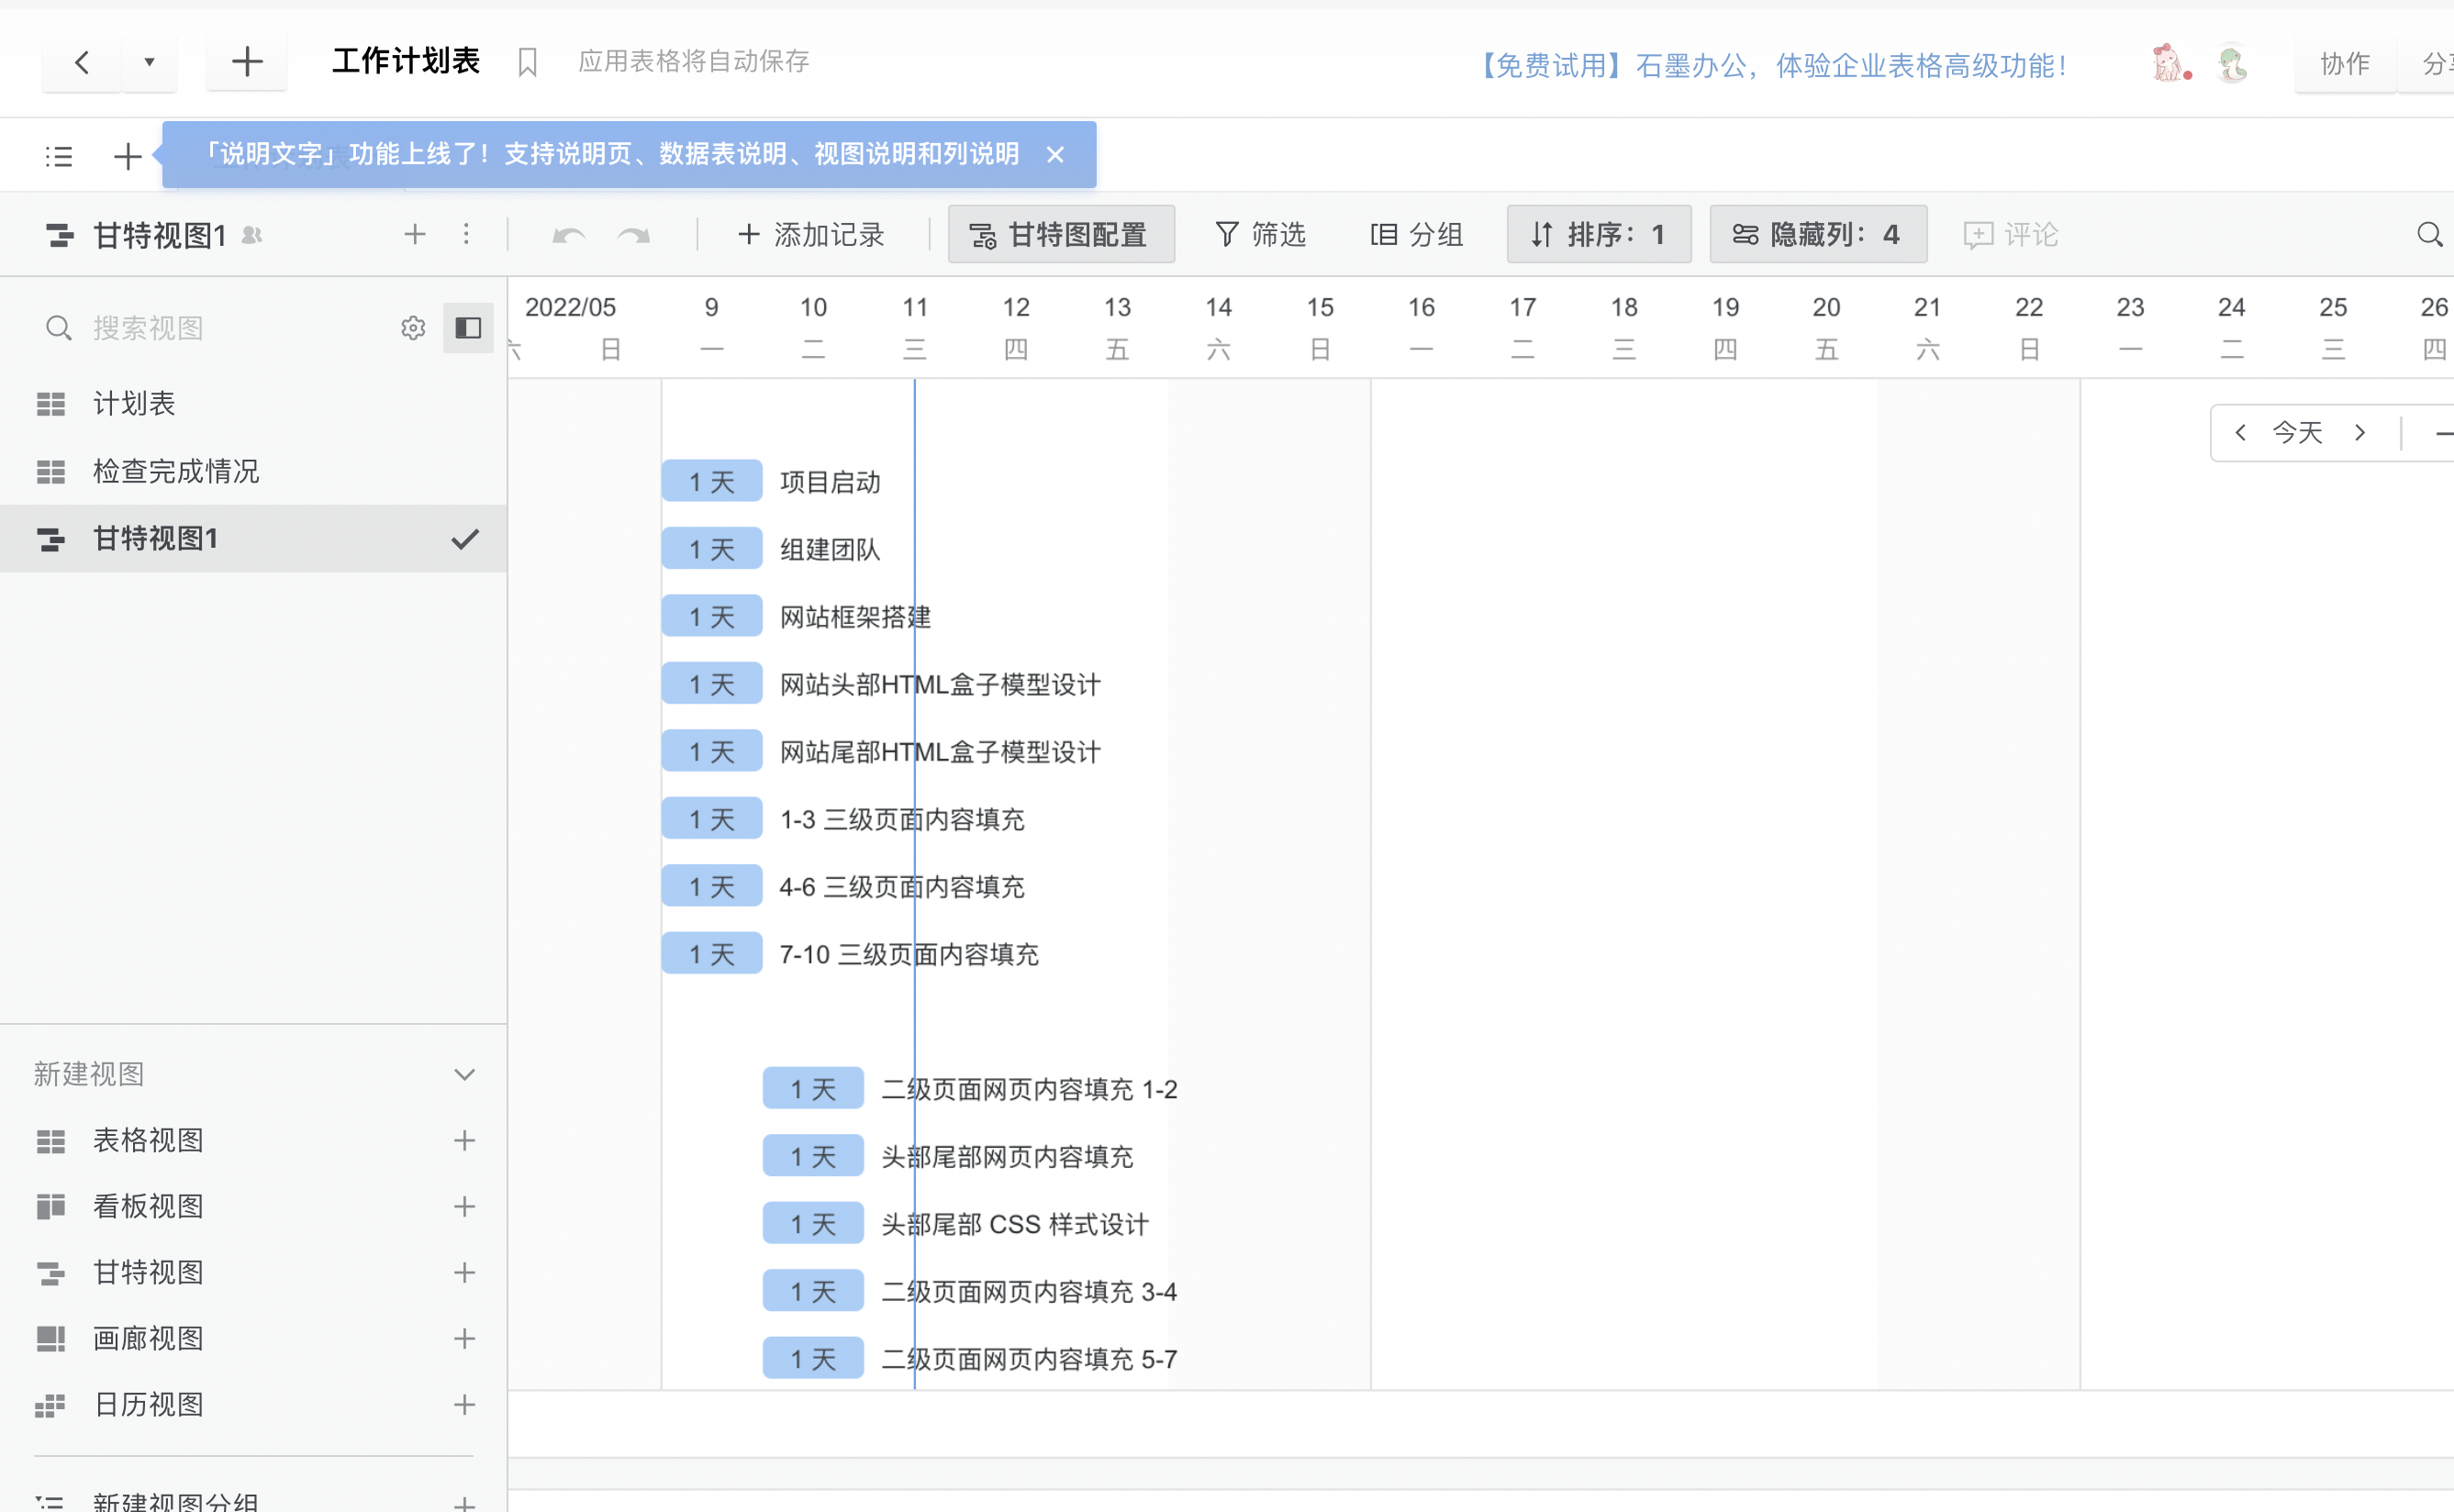 工作计划表
应用表格将自动保存
【免费试用】石墨办公，体验企业表格高级功能！
协作
「说明文字」功能上线了！支持说明页、数据表说明、视图说明和列说明
甘特视图1
添加记录
甘特图配置
筛选
分组
排序：1
隐藏列：4
评论
搜索视图
计划表
检查完成情况
甘特视图1
新建视图
表格视图
看板视图
甘特视图
画廊视图
日历视图
新建视图分组
2022/05 9 10 11 12 13 14 15 16 17 18 19 20 21 22 23 24 25 26
六 日 一 二 三 四 五 六 日 一 二 三 四 五 六 日 一 二 三 四
今天
1 天 项目启动
1 天 组建团队
1 天 网站框架搭建
1 天 网站头部HTML盒子模型设计
1 天 网站尾部HTML盒子模型设计
1 天 1-3 三级页面内容填充
1 天 4-6 三级页面内容填充
1 天 7-10 三级页面内容填充
1 天 二级页面网页内容填充 1-2
1 天 头部尾部网页内容填充
1 天 头部尾部 CSS 样式设计
1 天 二级页面网页内容填充 3-4
1 天 二级页面网页内容填充 5-7